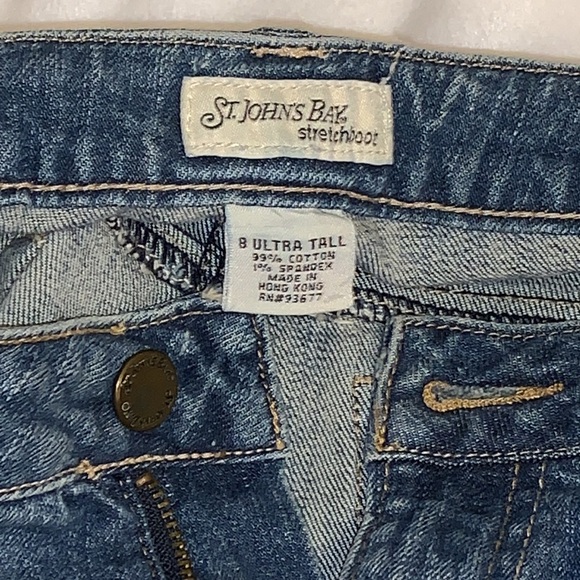 ST. JOHN'S BAY
stretchboot
8 ULTRA TALL
99% COTTON
1% SPANDEX
MADE IN
HONG KONG
RN#93677